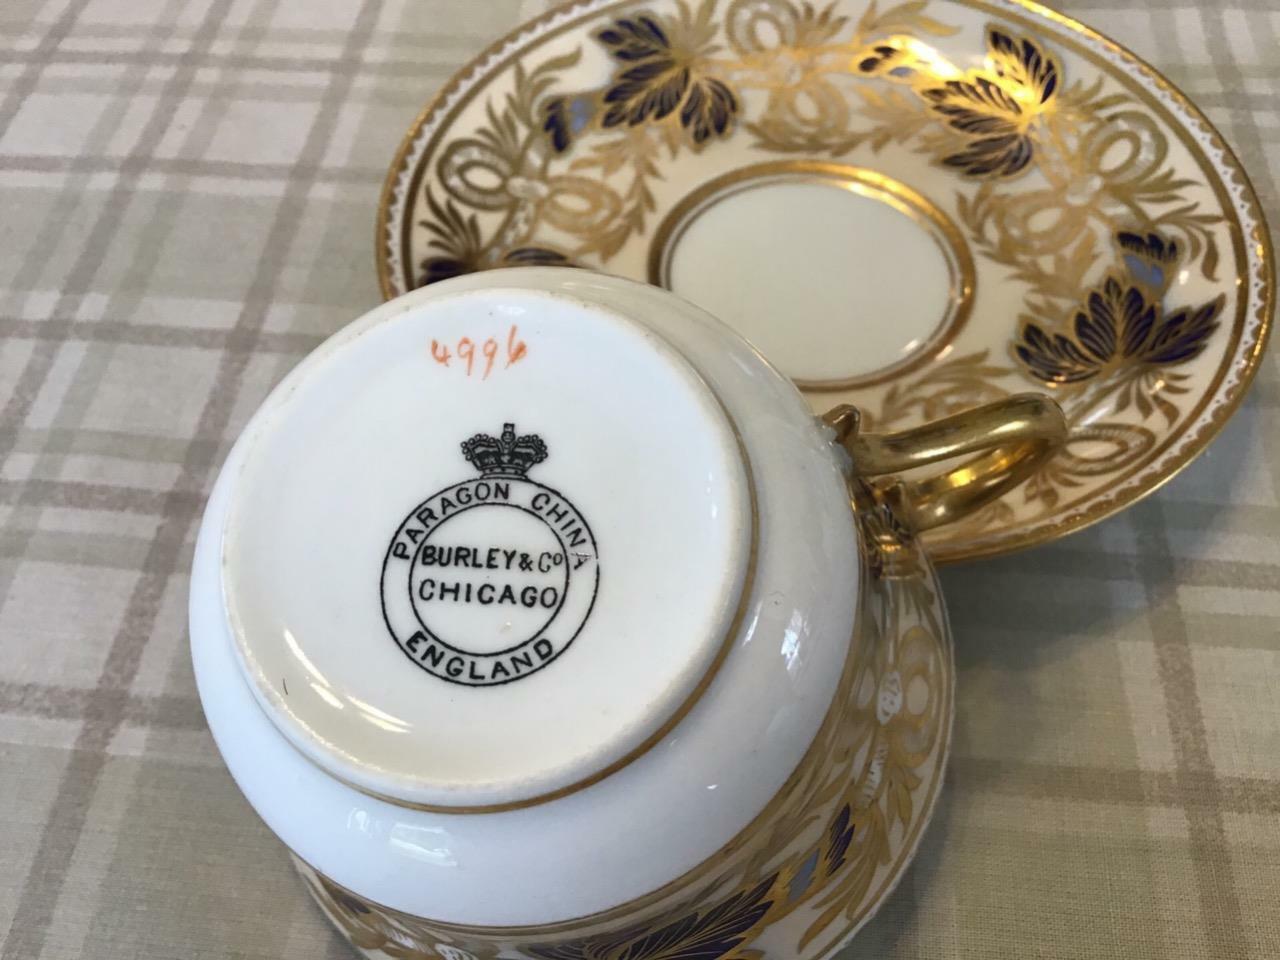 4996
PARAGON CHINA
BURLEY & Co
CHICAGO
ENGLAND